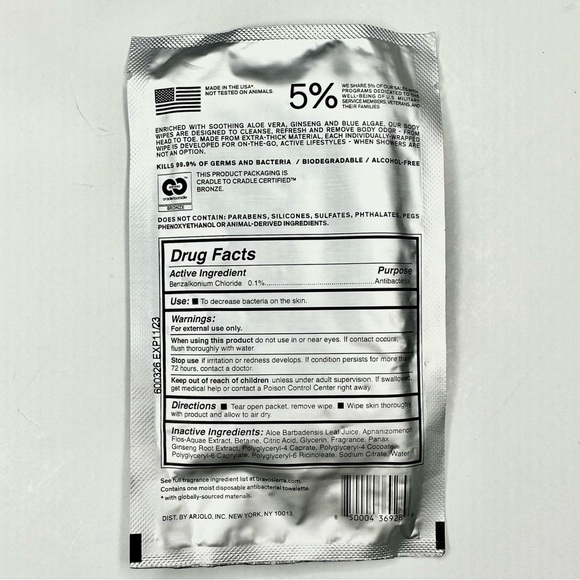 MADE IN THE USA*
NOT TESTED ON ANIMALS.
5%
WE SHARE 5% OF OUR SALES WITH
PROGRAMS DEDICATED TO THE
WELL-BEING OF U.S. MILITARY
SERVICE MEMBERS, VETERANS, AND
THEIR FAMILIES
ENRICHED WITH SOOTHING ALOE VERA, GINSENG AND BLUE ALGAE. OUR BODY
WIPES ARE DESIGNED TO CLEANSE, REFRESH AND REMOVE BODY ODOR - FROM
HEAD TO TOE. MADE FROM EXTRA-THICK MATERIAL, EACH INDIVIDUALLY-WRAPPED
WIPE IS DEVELOPED FOR ON-THE-GO, ACTIVE LIFESTYLES - WHEN SHOWERS ARE
NOT AN OPTION.
KILLS 99.9% OF GERMS AND BACTERIA / BIODEGRADABLE / ALCOHOL-FREE
cradletocradle
BRONZE
THIS PRODUCT PACKAGING IS
CRADLE TO CRADLE CERTIFIED™
BRONZE.
DOES NOT CONTAIN: PARABENS, SILICONES, SULFATES, PHTHALATES, PEGS
PHENOXYETHANOL OR ANIMAL-DERIVED INGREDIENTS.
Drug Facts
Active Ingredient Purpose
Benzalkonium Chloride 0.1% Antibacteria
Use: ■ To decrease bacteria on the skin.
Warnings:
For external use only.
When using this product do not use in or near eyes. If contact occurs,
flush thoroughly with water.
Stop use if irritation or redness develops. If condition persists for more than
72 hours, contact a doctor.
Keep out of reach of children unless under adult supervision. If swallowed,
get medical help or contact a Poison Control Center right away.
Directions ■ Tear open packet, remove wipe. ■ Wipe skin thoroughly
with product and allow to air dry.
Inactive Ingredients: Aloe Barbadensis Leaf Juice, Aphanizomenon
Flos-Aquae Extract, Betaine, Citric Acid, Glycerin, Fragrance, Panax
Ginseng Root Extract, Polyglyceryl-4 Caprate, Polyglyceryl-4 Cocoate,
Polyglyceryl-6 Caprylate, Polyglyceryl-6 Ricinoleate, Sodium Citrate, Water
600326 EXP11/23
See full fragrance ingredient list at bravosierra.com.
Contains one moist disposable antibacterial towelette.
* with globally-sourced materials.
DIST. BY ARJOLO, INC. NEW YORK, NY 10013
8 50004 36928